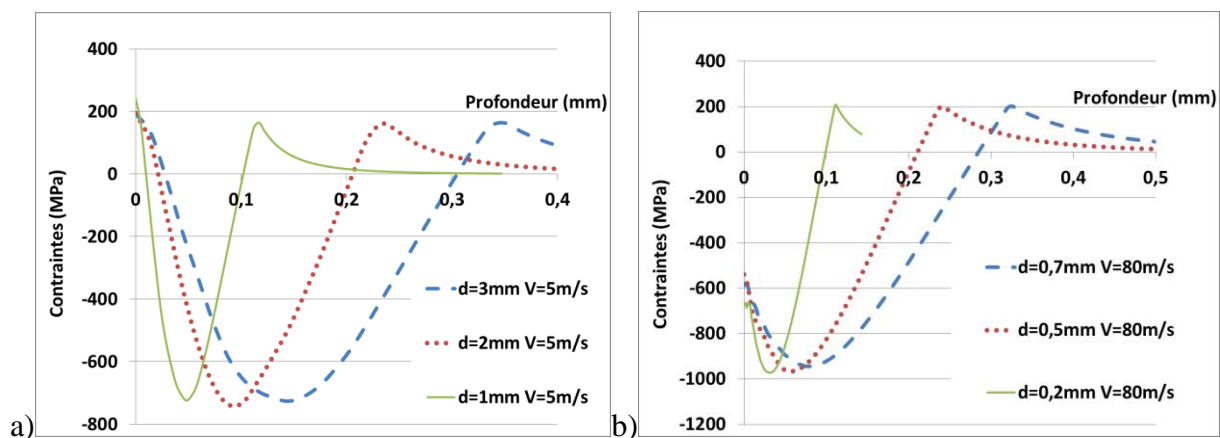 400
200
0
-200
-400
-600
-800
0
0,1
0,2
0,3
0,4
Profondeur (mm)
Contraintes (MPa)
d=3mm V=5m/s
d=2mm V=5m/s
d=1mm V=5m/s
a)
400
200
0
-200
-400
-600
-800
-1000
-1200
0
0,1
0,2
0,3
0,4
0,5
Profondeur (mm)
Contraintes (MPa)
d=0,7mm V=80m/s
d=0,5mm V=80m/s
d=0,2mm V=80m/s
b)